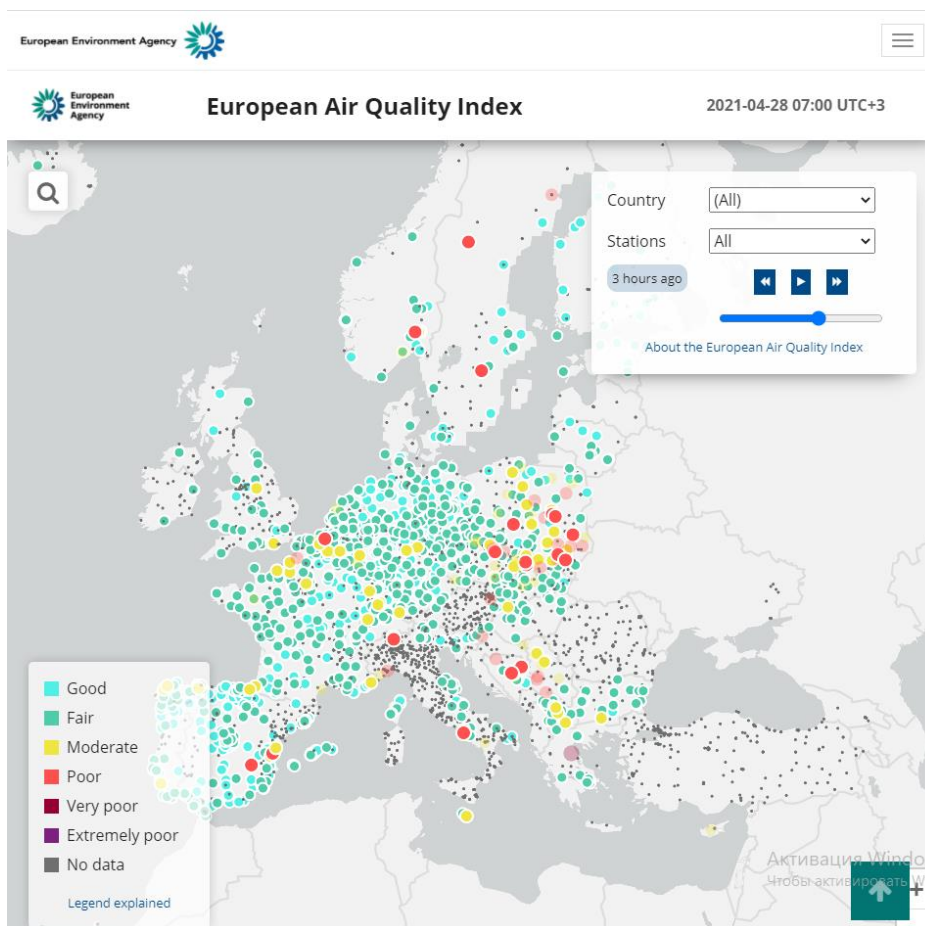 European Environment Agency
European
Environment
Agency
European Air Quality Index
2021-04-28 07:00 UTC+3
Country
(All)
Stations
All
3 hours ago
About the European Air Quality Index
Good
Fair
Moderate
Poor
Very poor
Extremely poor
No data
Legend explained
Активация Windo
Чтобы активировать W